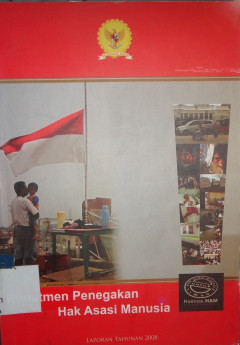 tmen Penegakan
Hak Asasi Manusia
Komnas HAM
LAPORAN TAHUNAN 2008